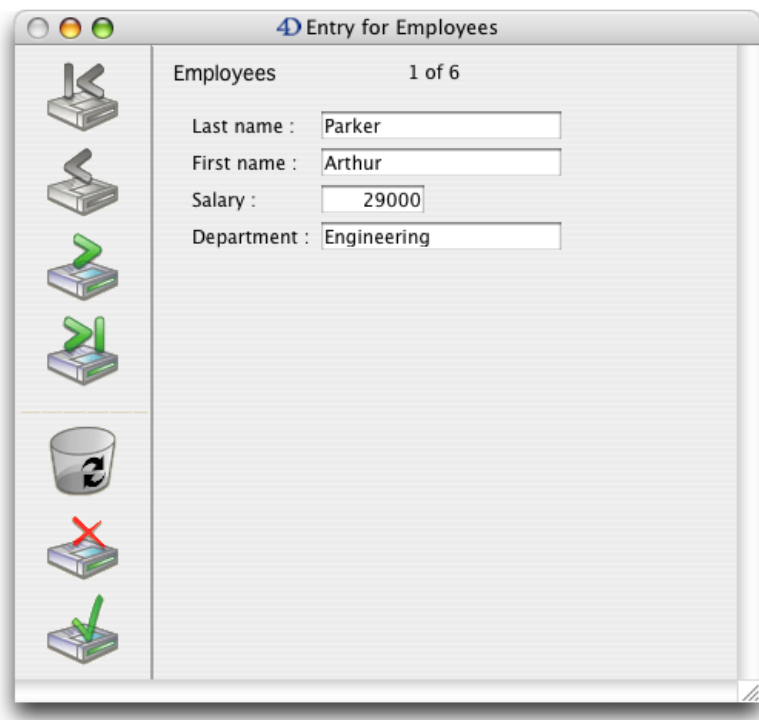 4D Entry for Employees
Employees 1 of 6
Last name : Parker
First name : Arthur
Salary : 29000
Department : Engineering